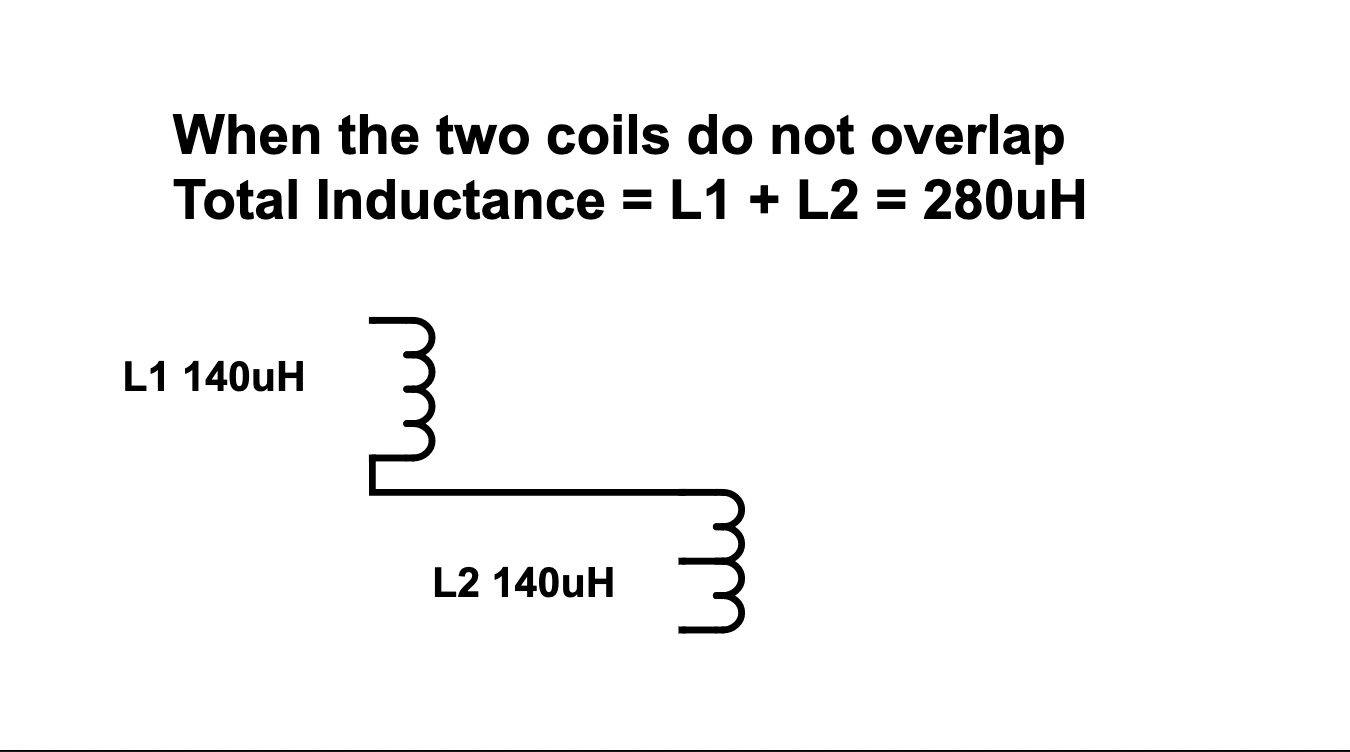 When the two coils do not overlap
Total Inductance = L1 + L2 = 280uH
L1 140uH
L2 140uH